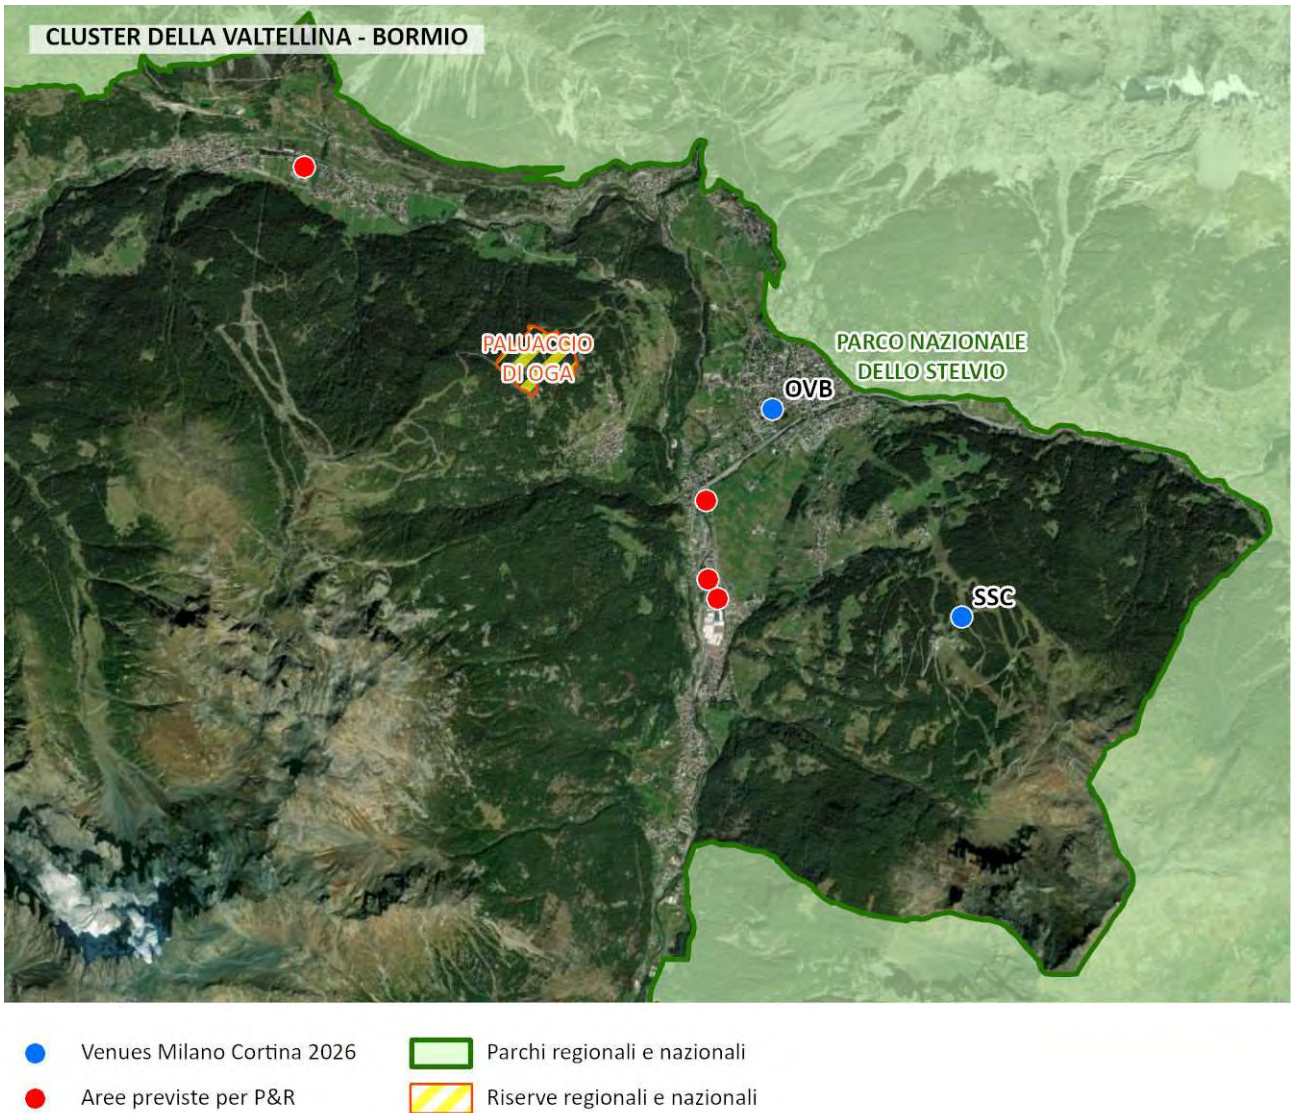 CLUSTER DELLA VALTELLINA - BORMIO
PALUACCIO
DI OGA
PARCO NAZIONALE
DELLO STELVIO
OVB
SSC
Venues Milano Cortina 2026
Parchi regionali e nazionali
Aree previste per P&R
Riserve regionali e nazionali